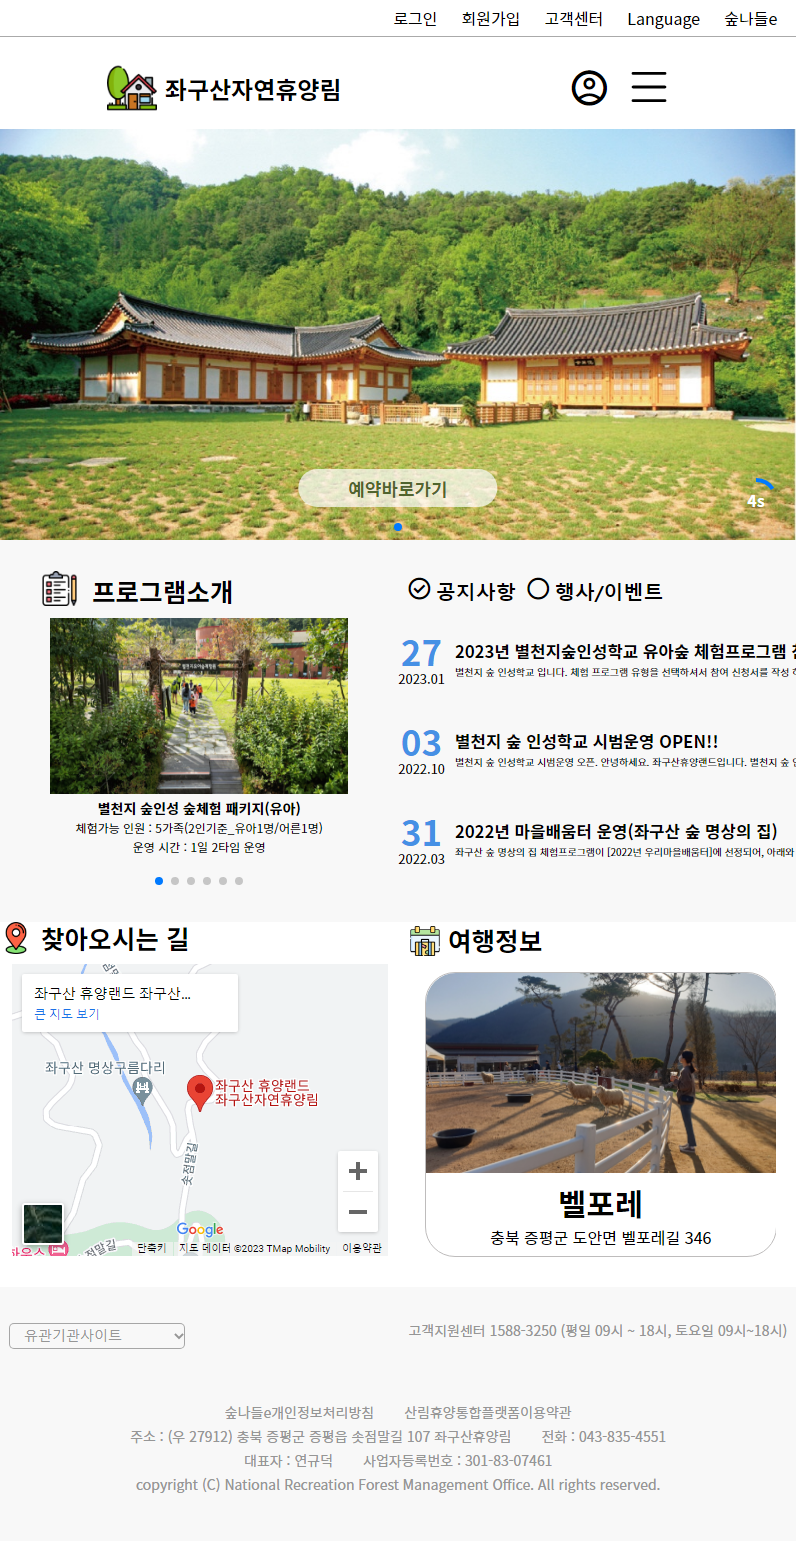 로그인 회원가입 고객센터 Language 숲나들e
좌구산자연휴양림
예약바로가기
4s
프로그램소개
별천지 숲인성 숲체험 패키지(유아)
체험가능 인원 : 5가족(2인기준_유아1명/어른1명)
운영 시간 : 1일 2타임 운영
공지사항 행사/이벤트
27
2023.01
2023년 별천지숲인성학교 유아숲 체험프로그램
별천지 숲 인성학교 입니다. 체험 프로그램 유형을 선택하셔서 참여 신청서를 작성
03
2022.10
별천지 숲 인성학교 시범운영 OPEN!!
별천지 숲 인성학교 시범운영 오픈. 안녕하세요. 좌구산휴양랜드입니다. 별천지 숲
31
2022.03
2022년 마을배움터 운영(좌구산 숲 명상의 집)
좌구산 숲 명상의 집 체험프로그램이 [2022년 우리마을배움터]에 선정되어, 아래와
찾아오시는 길
좌구산 휴양랜드 좌구산...
큰 지도 보기
좌구산 명상구름다리
좌구산 휴양랜드
좌구산자연휴양림
솟점말길
Google
단축키 지도 데이터 ©2023 TMap Mobility 이용약관
여행정보
벨포레
충북 증평군 도안면 벨포레길 346
유관기관사이트
고객지원센터 1588-3250 (평일 09시 ~ 18시, 토요일 09시~18시)
숲나들e개인정보처리방침 산림휴양통합플랫폼이용약관
주소 : (우 27912) 충북 증평군 증평읍 솟점말길 107 좌구산휴양림 전화 : 043-835-4551
대표자 : 연규덕 사업자등록번호 : 301-83-07461
copyright (C) National Recreation Forest Management Office. All rights reserved.